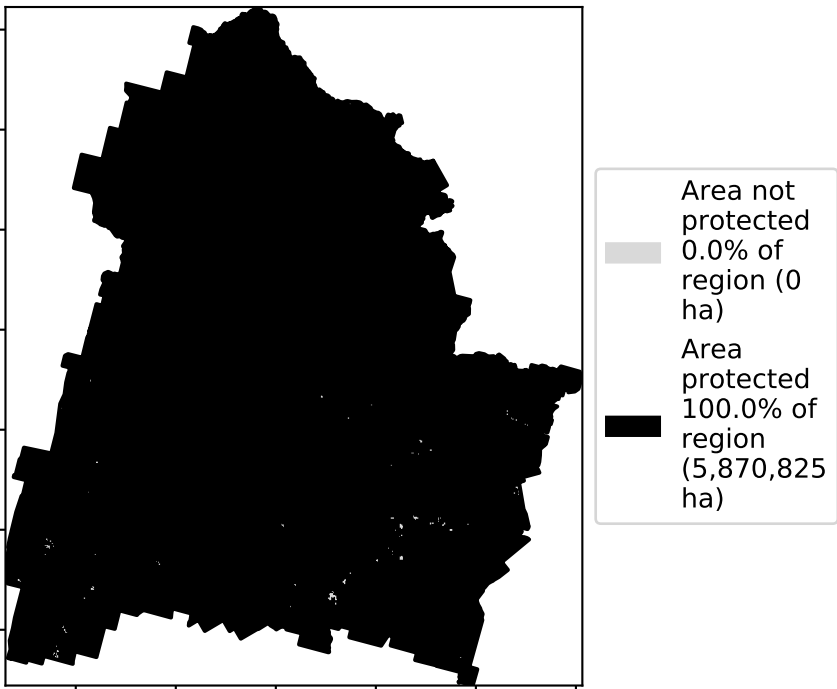 Area not
protected
0.0% of
region (0
ha)
Area
protected
100.0% of
region
(5,870,825
ha)